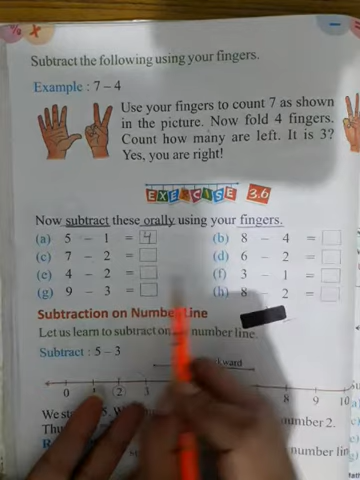 Subtract the following using your fingers.
Example : 7 – 4
Use your fingers to count 7 as shown
in the picture. Now fold 4 fingers.
Count how many are left. It is 3?
Yes, you are right!
EXERCISE 3.6
Now subtract these orally using your fingers.
(a) 5 – 1 = 4 (b) 8 – 4 =
(c) 7 – 2 = (d) 6 – 2 =
(e) 4 – 2 = (f) 3 – 1 =
(g) 9 – 3 = (h) 8 2 =
Subtraction on Number Line
Let us learn to subtract on number line.
Subtract : 5 – 3
0 1 2 3 8 9 10
We st 5. W number 2.
number lin